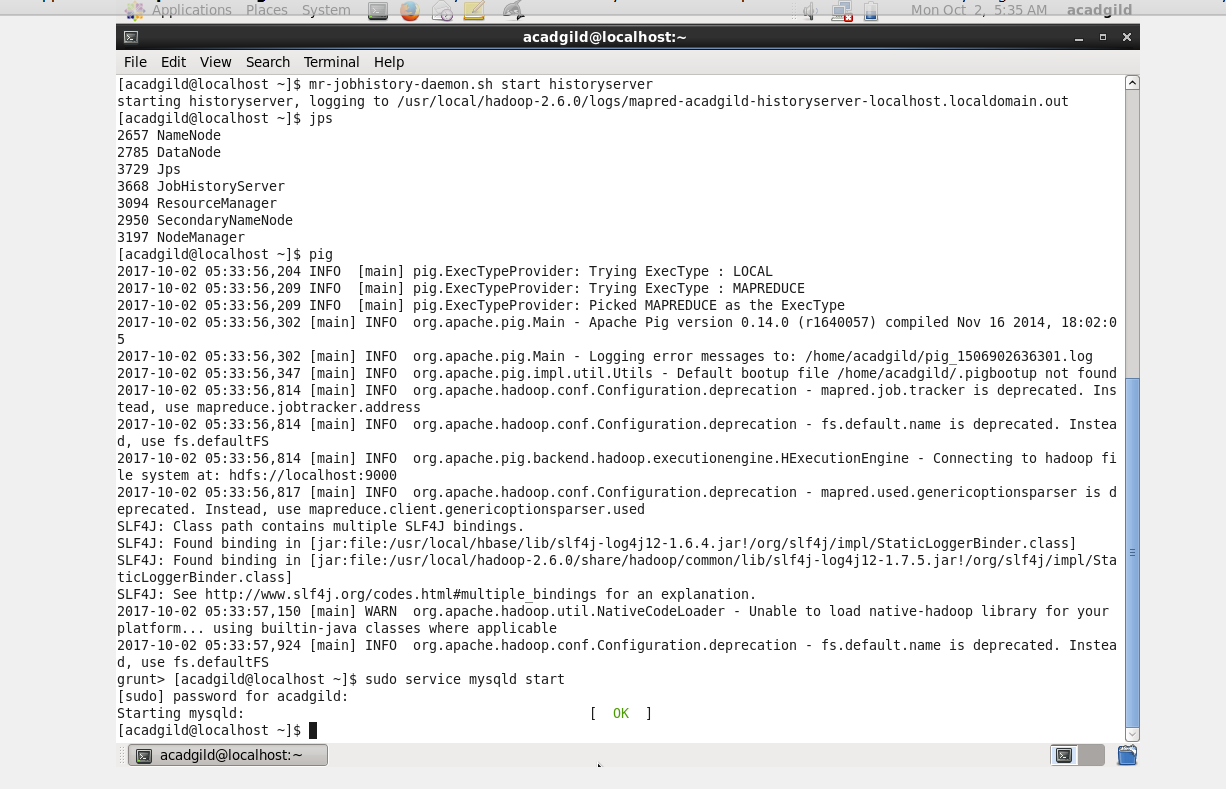 Applications Places System Mon Oct 2, 5:35 AM acadgild
acadgild@localhost:~
File Edit View Search Terminal Help
[acadgild@localhost ~]$ mr-jobhistory-daemon.sh start historyserver
starting historyserver, logging to /usr/local/hadoop-2.6.0/logs/mapred-acadgild-historyserver-localhost.localdomain.out
[acadgild@localhost ~]$ jps
2657 NameNode
2785 DataNode
3729 Jps
3668 JobHistoryServer
3094 ResourceManager
2950 SecondaryNameNode
3197 NodeManager
[acadgild@localhost ~]$ pig
2017-10-02 05:33:56,204 INFO  [main] pig.ExecTypeProvider: Trying ExecType : LOCAL
2017-10-02 05:33:56,209 INFO  [main] pig.ExecTypeProvider: Trying ExecType : MAPREDUCE
2017-10-02 05:33:56,209 INFO  [main] pig.ExecTypeProvider: Picked MAPREDUCE as the ExecType
2017-10-02 05:33:56,302 [main] INFO  org.apache.pig.Main - Apache Pig version 0.14.0 (r1640057) compiled Nov 16 2014, 18:02:0
5
2017-10-02 05:33:56,302 [main] INFO  org.apache.pig.Main - Logging error messages to: /home/acadgild/pig_1506902636301.log
2017-10-02 05:33:56,347 [main] INFO  org.apache.pig.impl.util.Utils - Default bootup file /home/acadgild/.pigbootup not found
2017-10-02 05:33:56,814 [main] INFO  org.apache.hadoop.conf.Configuration.deprecation - mapred.job.tracker is deprecated. Ins
tead, use mapreduce.jobtracker.address
2017-10-02 05:33:56,814 [main] INFO  org.apache.hadoop.conf.Configuration.deprecation - fs.default.name is deprecated. Instea
d, use fs.defaultFS
2017-10-02 05:33:56,814 [main] INFO  org.apache.pig.backend.hadoop.executionengine.HExecutionEngine - Connecting to hadoop fi
le system at: hdfs://localhost:9000
2017-10-02 05:33:56,817 [main] INFO  org.apache.hadoop.conf.Configuration.deprecation - mapred.used.genericoptionsparser is d
eprecated. Instead, use mapreduce.client.genericoptionsparser.used
SLF4J: Class path contains multiple SLF4J bindings.
SLF4J: Found binding in [jar:file:/usr/local/hbase/lib/slf4j-log4j12-1.6.4.jar!/org/slf4j/impl/StaticLoggerBinder.class]
SLF4J: Found binding in [jar:file:/usr/local/hadoop-2.6.0/share/hadoop/common/lib/slf4j-log4j12-1.7.5.jar!/org/slf4j/impl/Sta
ticLoggerBinder.class]
SLF4J: See http://www.slf4j.org/codes.html#multiple_bindings for an explanation.
2017-10-02 05:33:57,150 [main] WARN  org.apache.hadoop.util.NativeCodeLoader - Unable to load native-hadoop library for your
platform... using builtin-java classes where applicable
2017-10-02 05:33:57,924 [main] INFO  org.apache.hadoop.conf.Configuration.deprecation - fs.default.name is deprecated. Instea
d, use fs.defaultFS
grunt> [acadgild@localhost ~]$ sudo service mysqld start
[sudo] password for acadgild:
Starting mysqld: [  OK  ]
[acadgild@localhost ~]$
acadgild@localhost:~